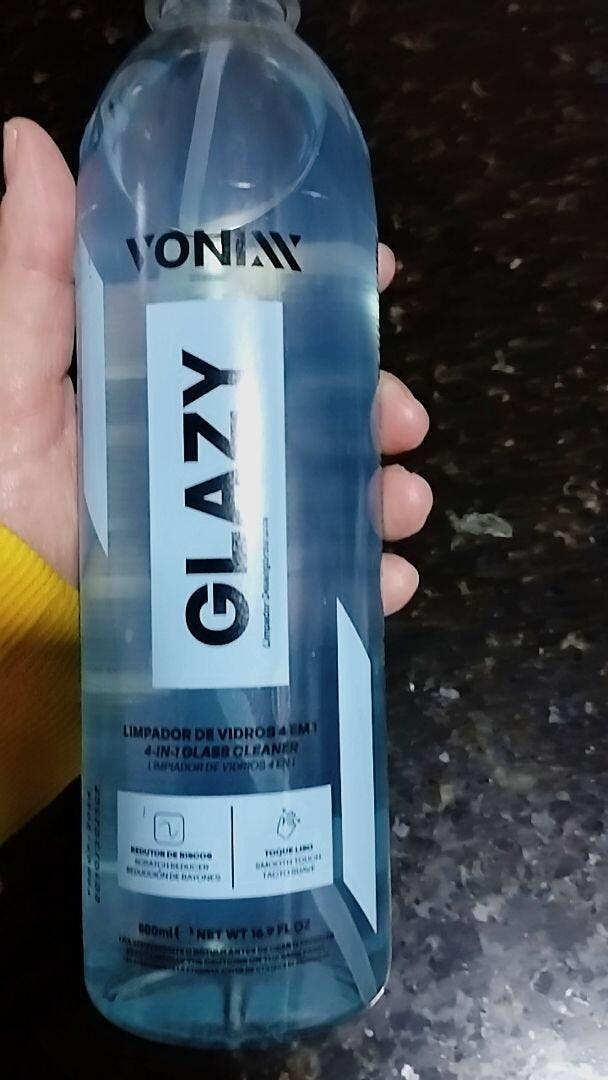 VONIXX
GLAZY
LIMPADOR DE VIDROS 4 EM 1
4-IN-1 GLASS CLEANER
LIMPIADOR DE VIDRIOS 4 EN 1
REDUTOR DE RISCOS
SCRATCH REDUCER
REDUCCIÓN DE RAYONES
TOQUE LISO
SMOOTH TOUCH
TACTO SUAVE
500ml NET WT 16.9 FL OZ